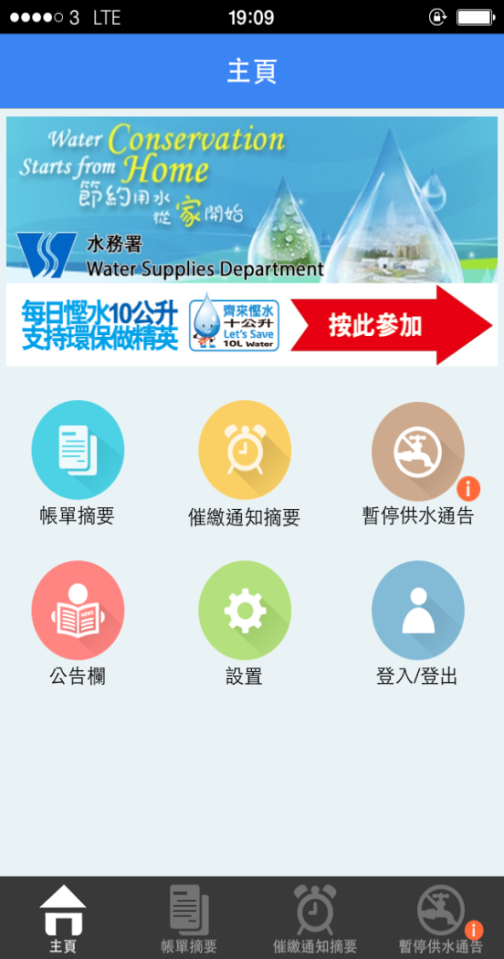 3 LTE 19:09
主頁
Water Conservation
Starts from Home
節約用水
從家開始
水務署
Water Supplies Department
每日慳水10公升
支持環保做精英
齊來慳水
十公升
Let's Save
10L Water
按此參加
帳單摘要 催繳通知摘要 暫停供水通告
公告欄 設置 登入/登出
主頁 帳單摘要 催繳通知摘要 暫停供水通告